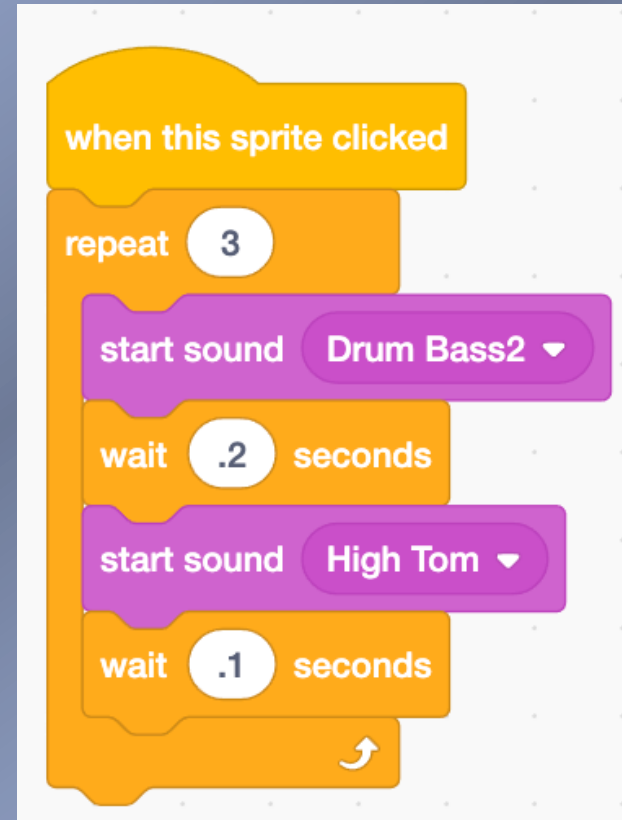 when this sprite clicked
repeat 3
start sound Drum Bass2
wait .2 seconds
start sound High Tom
wait .1 seconds